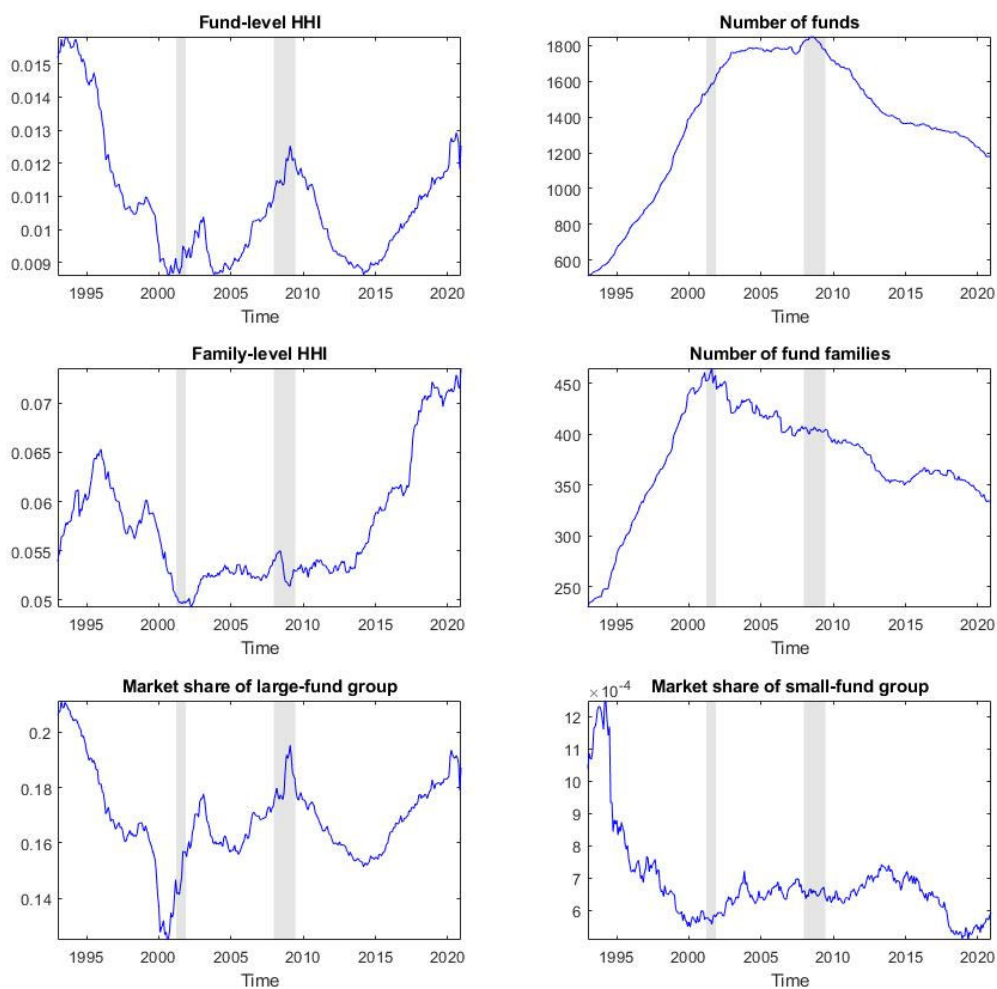 Fund-level HHI
0.015
0.014
0.013
0.012
0.011
0.01
0.009
1995 2000 2005 2010 2015 2020
Time
Number of funds
1800
1600
1400
1200
1000
800
600
1995 2000 2005 2010 2015 2020
Time
Family-level HHI
0.07
0.065
0.06
0.055
0.05
1995 2000 2005 2010 2015 2020
Time
Number of fund families
450
400
350
300
250
1995 2000 2005 2010 2015 2020
Time
Market share of large-fund group
0.2
0.18
0.16
0.14
1995 2000 2005 2010 2015 2020
Time
Market share of small-fund group
×10⁻⁴
12
11
10
9
8
7
6
1995 2000 2005 2010 2015 2020
Time